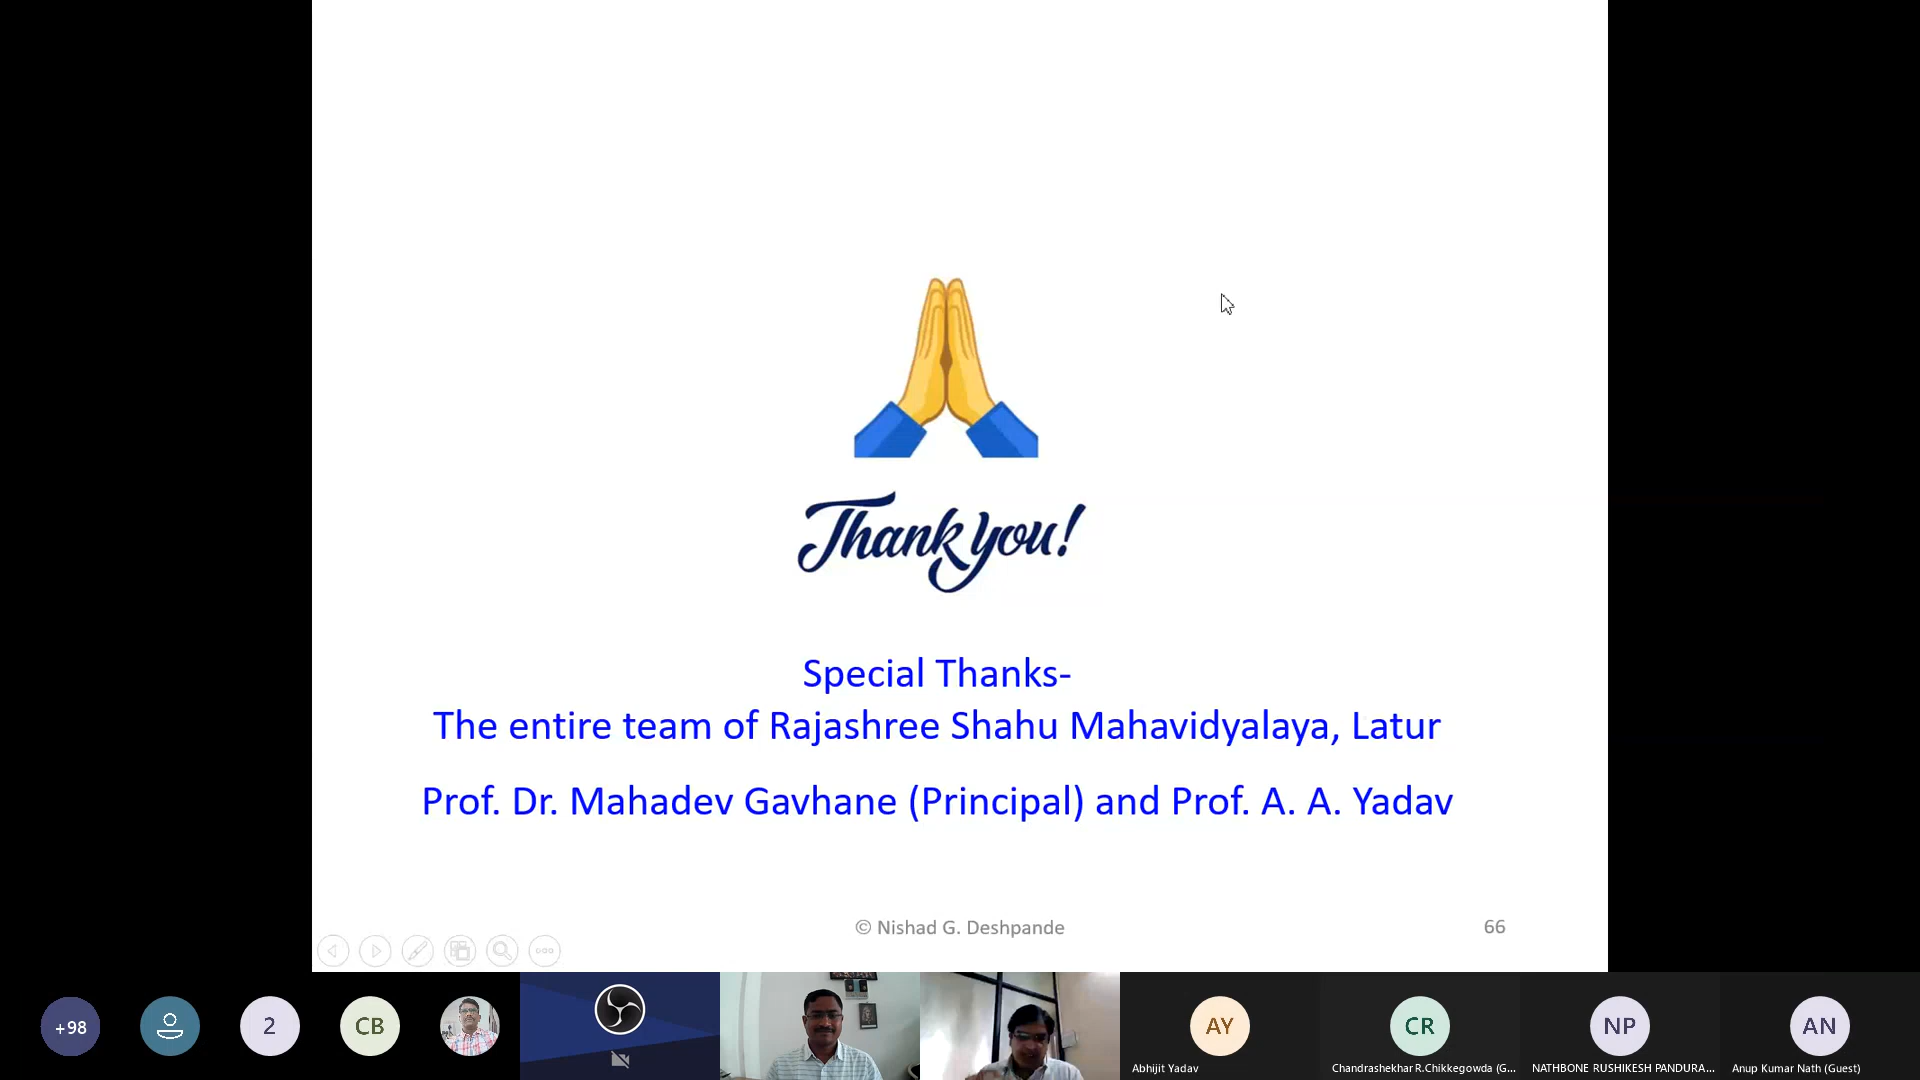 Thank you!
Special Thanks-
The entire team of Rajashree Shahu Mahavidyalaya, Latur
Prof. Dr. Mahadev Gavhane (Principal) and Prof. A. A. Yadav
© Nishad G. Deshpande
66
+98
2
CB
AY
CR
NP
AN
Abhijit Yadav
Chandrashekhar R.Chikkegowda (G...
NATHBONE RUSHIKESH PANDURA...
Anup Kumar Nath (Guest)